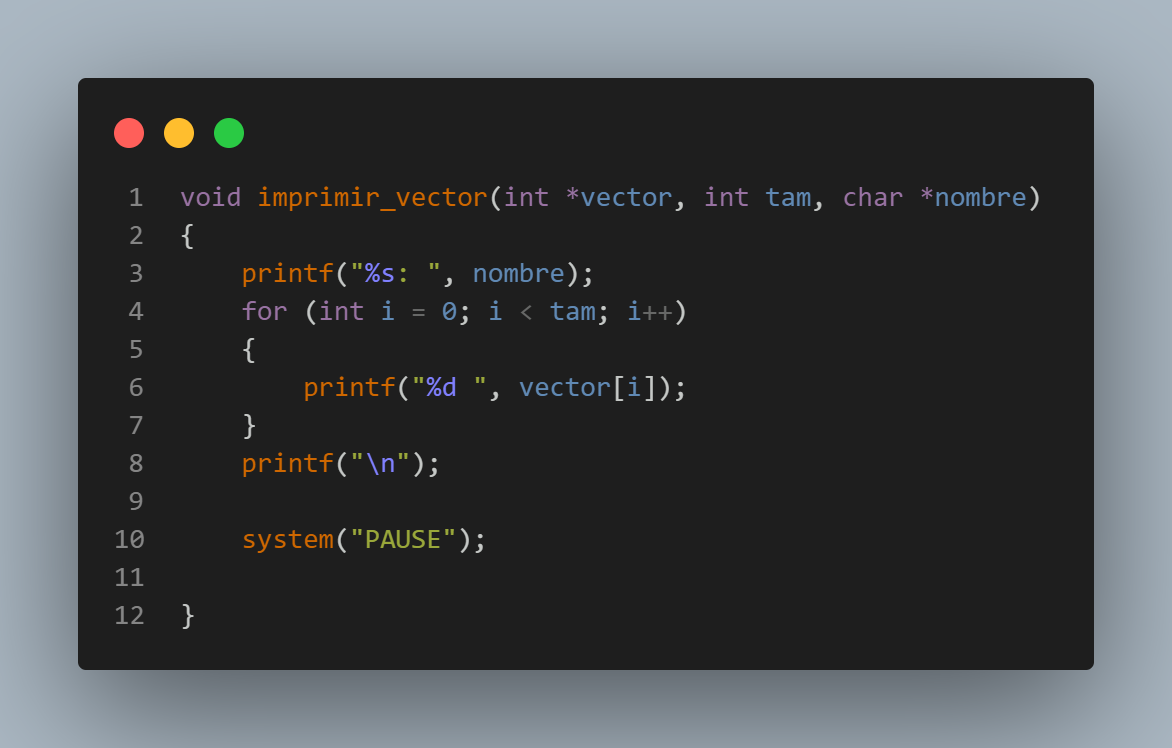 1 void imprimir_vector(int *vector, int tam, char *nombre)
2 {
3     printf("%s: ", nombre);
4     for (int i = 0; i < tam; i++)
5     {
6         printf("%d ", vector[i]);
7     }
8     printf("\n");
9
10     system("PAUSE");
11
12 }